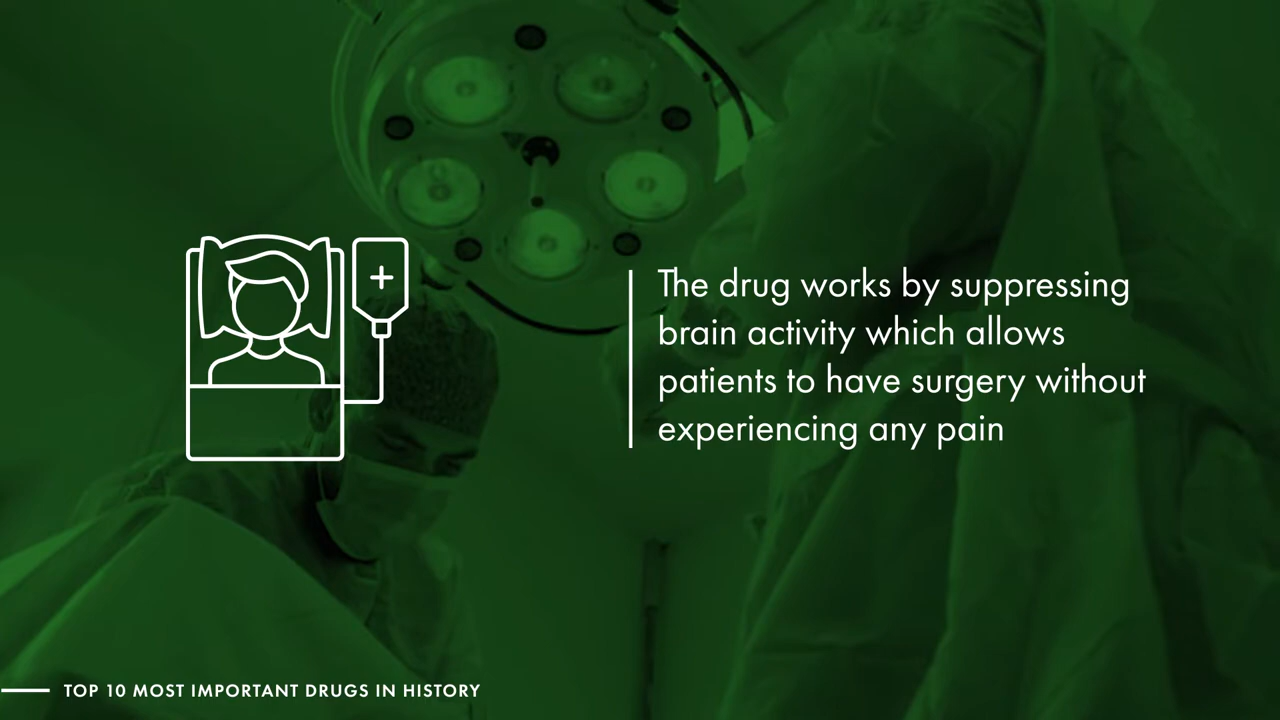 The drug works by suppressing
brain activity which allows
patients to have surgery without
experiencing any pain
TOP 10 MOST IMPORTANT DRUGS IN HISTORY